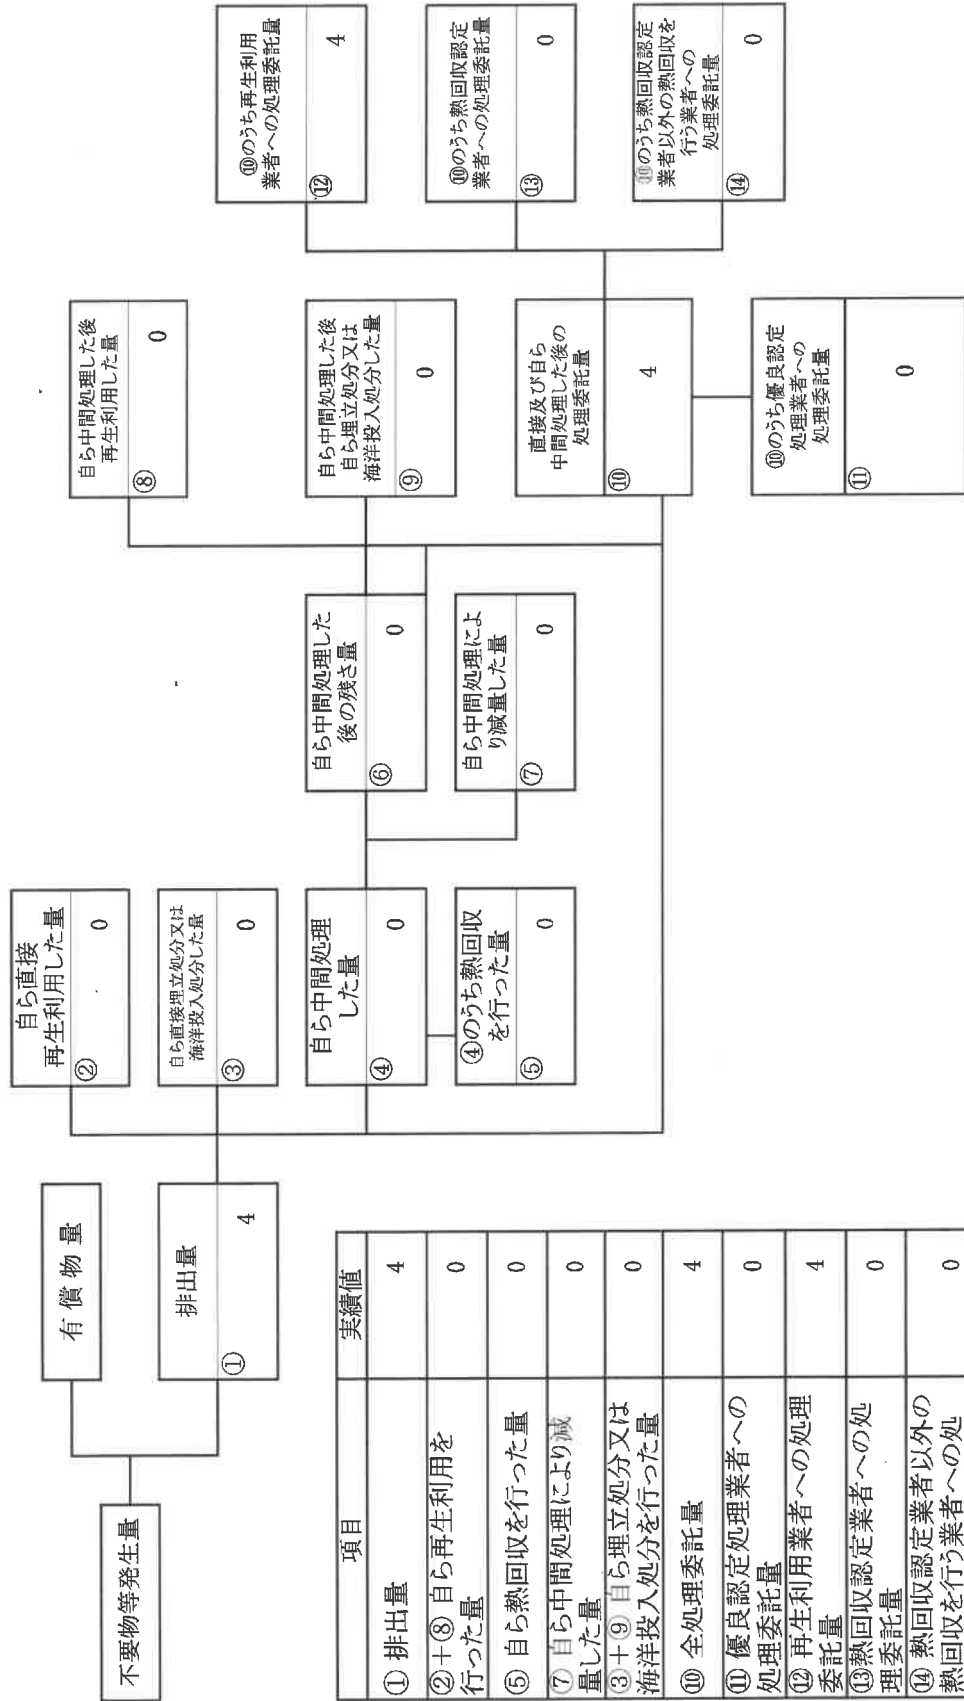 不要物等発生量
有償物量
排出量
①
4
自ら直接
再生利用した量
②
0
自ら直接埋立処分又は
海洋投入処分した量
③
0
自ら中間処理
した量
④
0
④のうち熱回収
を行った量
⑤
0
自ら中間処理した
後の残さ量
⑥
0
自ら中間処理によ
り減量した量
⑦
0
自ら中間処理した後
再生利用した量
⑧
0
自ら中間処理した後
自ら埋立処分又は
海洋投入処分した量
⑨
0
直接及び自ら
中間処理した後の
処理委託量
⑩
4
⑩のうち優良認定
処理業者への
処理委託量
⑪
0
⑩のうち再生利用
業者への処理委託量
⑫
4
⑩のうち熱回収認定
業者への処理委託量
⑬
0
⑩のうち熱回収認定
業者以外の熱回収を
行う業者への
処理委託量
⑭
0
項目 実績値
① 排出量 4
②+⑧ 自ら再生利用を
行った量 0
⑤ 自ら熱回収を行った量 0
⑦ 自ら中間処理により減
量した量 0
③+⑨ 自ら埋立処分又は
海洋投入処分を行った量 0
⑩ 全処理委託量 4
⑪ 優良認定処理業者への
処理委託量 0
⑫ 再生利用業者への処理
委託量 4
⑬熱回収認定業者への処
理委託量 0
⑭ 熱回収認定業者以外の
熱回収を行う業者への処 0